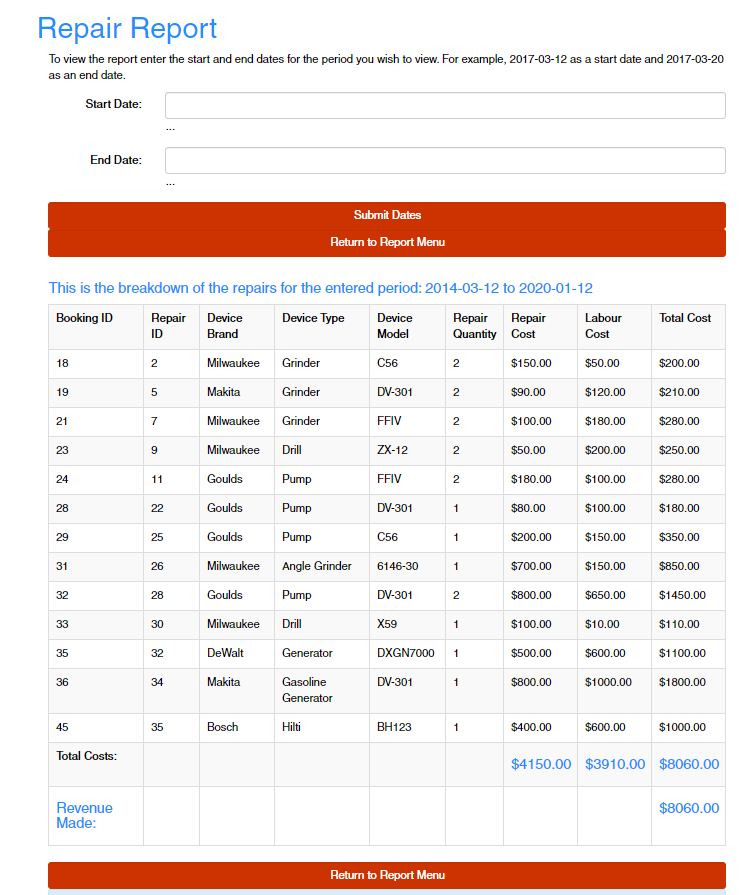 Repair Report
To view the report enter the start and end dates for the period you wish to view. For example, 2017-03-12 as a start date and 2017-03-20
as an end date.
Start Date:
...
End Date:
...
Submit Dates
Return to Report Menu
This is the breakdown of the repairs for the entered period: 2014-03-12 to 2020-01-12
Booking ID Repair ID Device Brand Device Type Device Model Repair Quantity Repair Cost Labour Cost Total Cost
18 2 Milwaukee Grinder C56 2 $150.00 $50.00 $200.00
19 5 Makita Grinder DV-301 2 $90.00 $120.00 $210.00
21 7 Milwaukee Grinder FFIV 2 $100.00 $180.00 $280.00
23 9 Milwaukee Drill ZX-12 2 $50.00 $200.00 $250.00
24 11 Goulds Pump FFIV 2 $180.00 $100.00 $280.00
28 22 Goulds Pump DV-301 1 $80.00 $100.00 $180.00
29 25 Goulds Pump C56 1 $200.00 $150.00 $350.00
31 26 Milwaukee Angle Grinder 6146-30 1 $700.00 $150.00 $850.00
32 28 Goulds Pump DV-301 2 $800.00 $650.00 $1450.00
33 30 Milwaukee Drill X59 1 $100.00 $10.00 $110.00
35 32 DeWalt Generator DXGN7000 1 $500.00 $600.00 $1100.00
36 34 Makita Gasoline Generator DV-301 1 $800.00 $1000.00 $1800.00
45 35 Bosch Hilti BH123 1 $400.00 $600.00 $1000.00
Total Costs: $4150.00 $3910.00 $8060.00
Revenue Made: $8060.00
Return to Report Menu